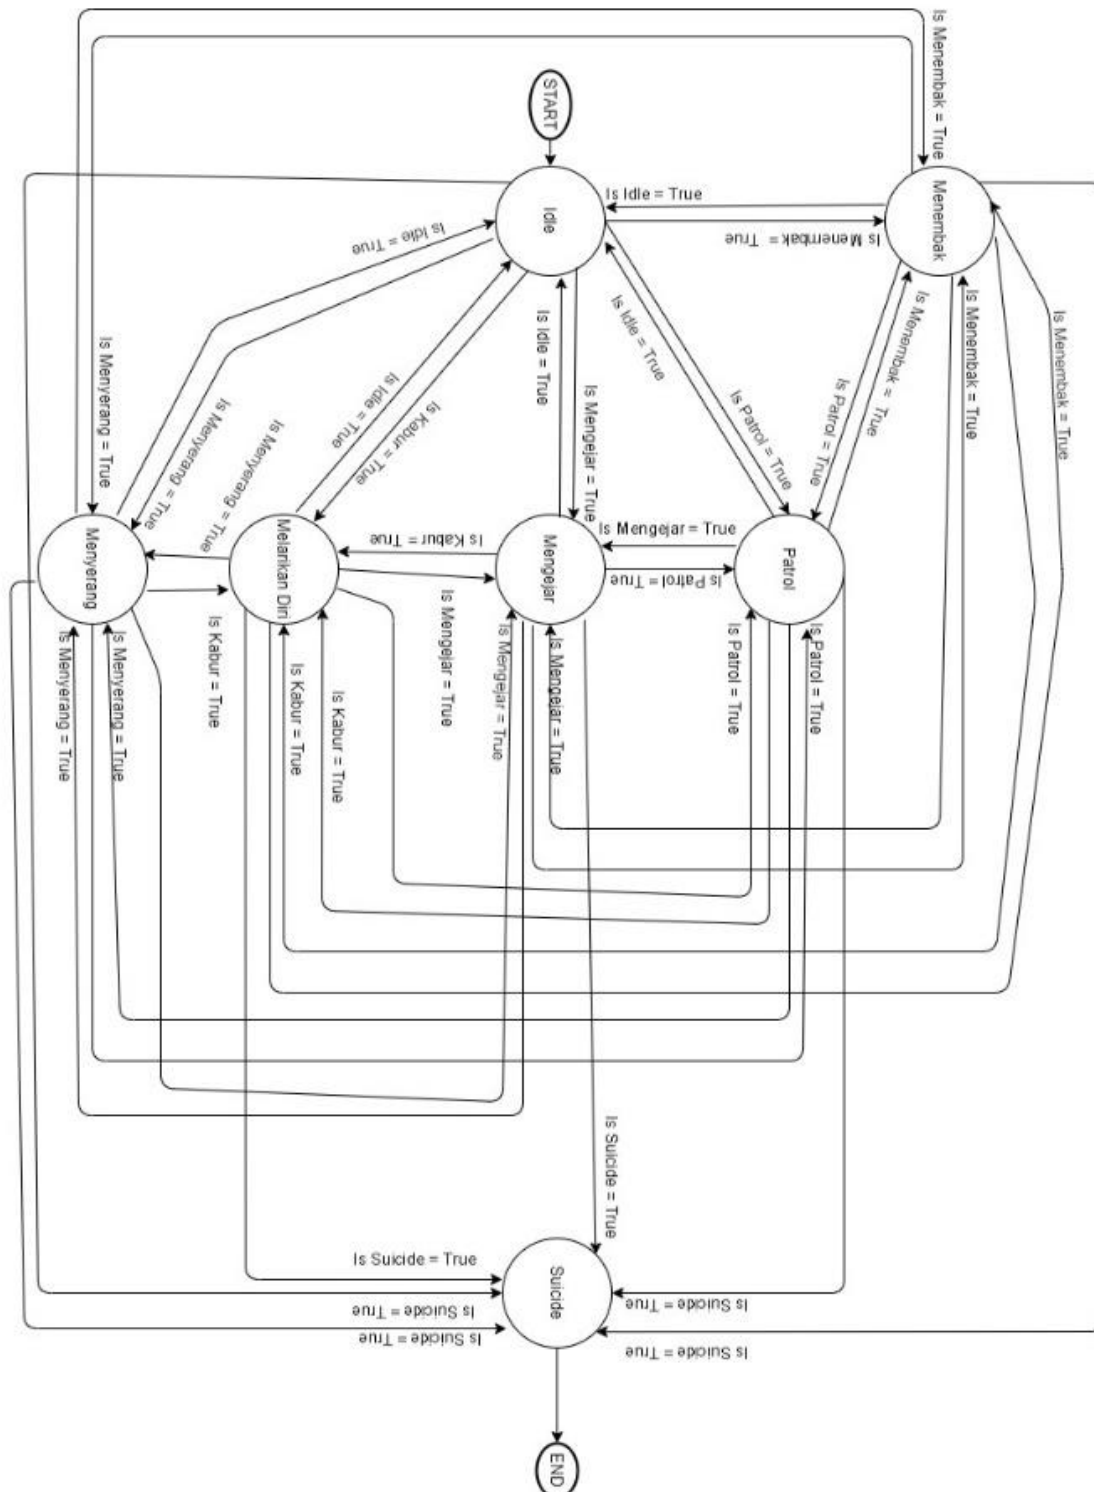 Is Menembak = True
START
Idle
Menembak
Is Idle = True
Is Menembak = True
Is Idle = True
Is Menyerang = True
Is Menyerang = True
Is Menyerang = True
Is Idle = True
Is Kabur = True
Is Idle = True
Is Mengejar = True
Is Idle = True
Is Patrol = True
Is Patrol = True
Is Menembak = True
Is Menembak = True
Is Menembak = True
Menyerang
Melarikan Diri
Mengejar
Patrol
Is Kabur = True
Is Mengejar = True
Is Patrol = True
Is Menyerang = True
Is Menyerang = True
Is Kabur = True
Is Kabur = True
Is Kabur = True
Is Mengejar = True
Is Mengejar = True
Is Mengejar = True
Is Patrol = True
Is Patrol = True
Is Suicide = True
Is Suicide = True
Suicide
Is Suicide = True
Is Suicide = True
Is Suicide = True
Is Suicide = True
END